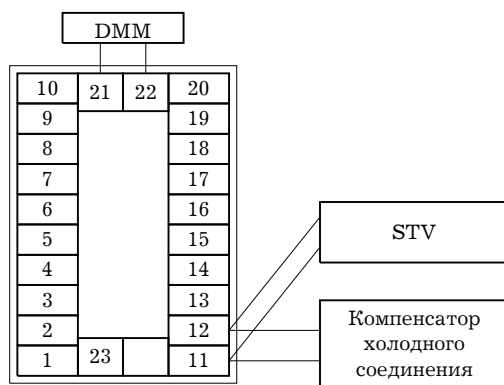 DMM
10 21 22 20
9 19
8 18
7 17
6 16
5 15
4 14
3 13
2 12
1 23 11
STV
Компенсатор
холодного
соединения